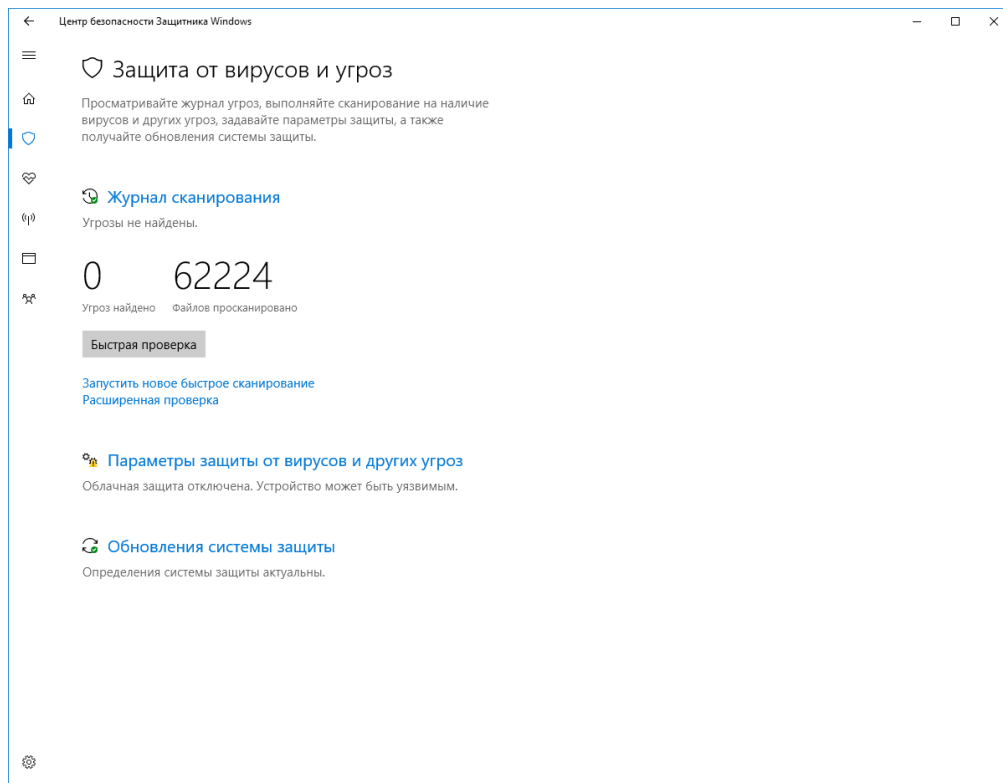 Центр безопасности Защитника Windows
Защита от вирусов и угроз
Просматривайте журнал угроз, выполняйте сканирование на наличие
вирусов и других угроз, задавайте параметры защиты, а также
получайте обновления системы защиты.
Журнал сканирования
Угрозы не найдены.
0 62224
Угроз найдено Файлов просканировано
Быстрая проверка
Запустить новое быстрое сканирование
Расширенная проверка
Параметры защиты от вирусов и других угроз
Облачная защита отключена. Устройство может быть уязвимым.
Обновления системы защиты
Определения системы защиты актуальны.